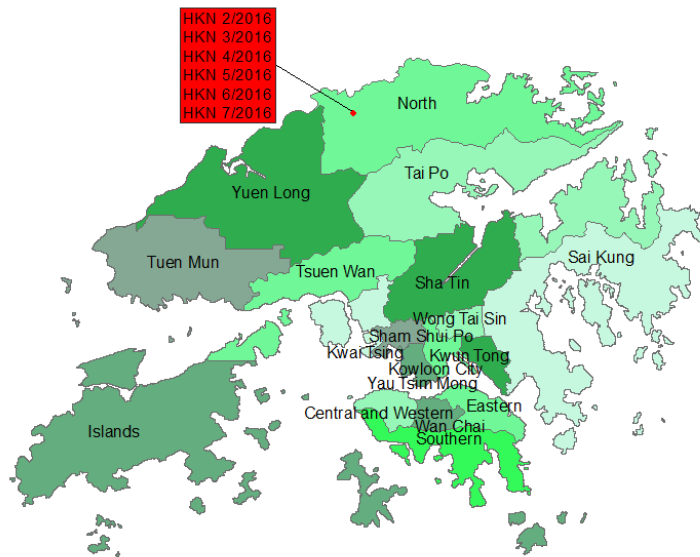 HKN 2/2016
HKN 3/2016
HKN 4/2016
HKN 5/2016
HKN 6/2016
HKN 7/2016
North
Tai Po
Yuen Long
Tuen Mun
Tsuen Wan
Sai Kung
Sha Tin
Wong Tai Sin
Sham Shui Po
Kwai Tsing
Kwun Tong
Kowloon City
Yau Tsim Mong
Central and Western
Eastern
Wan Chai
Islands
Southern